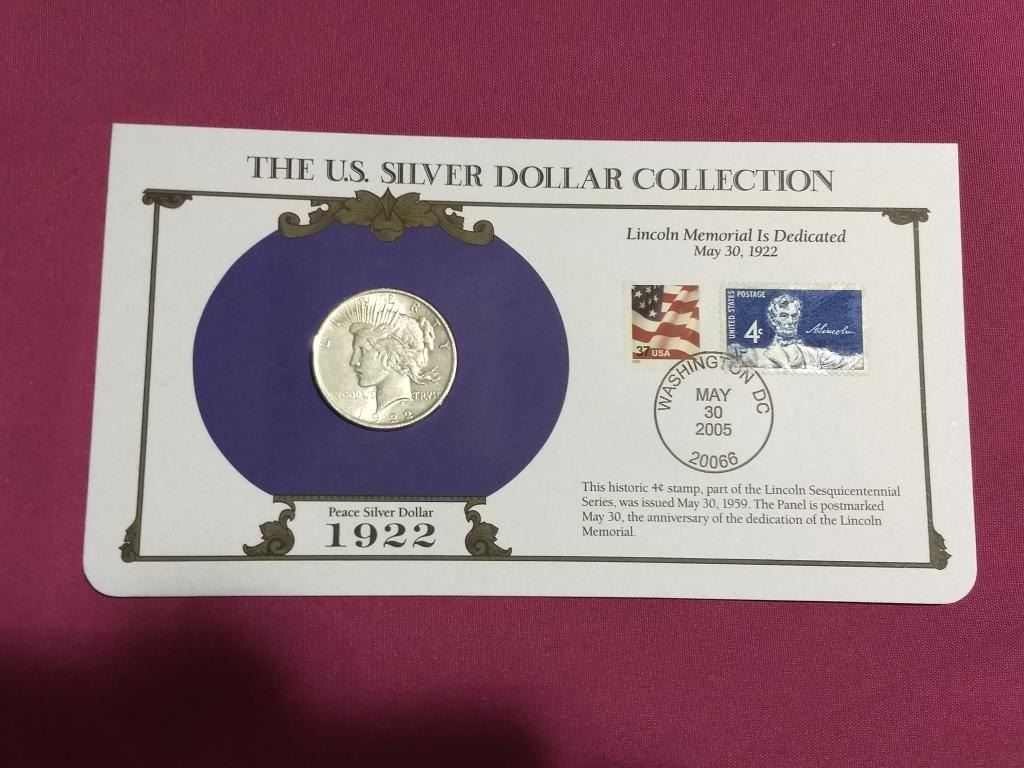 THE U.S. SILVER DOLLAR COLLECTION
LIBERTY
GOD TRVST
1922
Peace Silver Dollar
1922
Lincoln Memorial Is Dedicated
May 30, 1922
37 USA
UNITED STATES
POSTAGE
4¢
A. Lincoln
WASHINGTON DC
MAY
30
2005
20066
This historic 4¢ stamp, part of the Lincoln Sesquicentennial
Series, was issued May 30, 1959. The Panel is postmarked
May 30, the anniversary of the dedication of the Lincoln
Memorial.